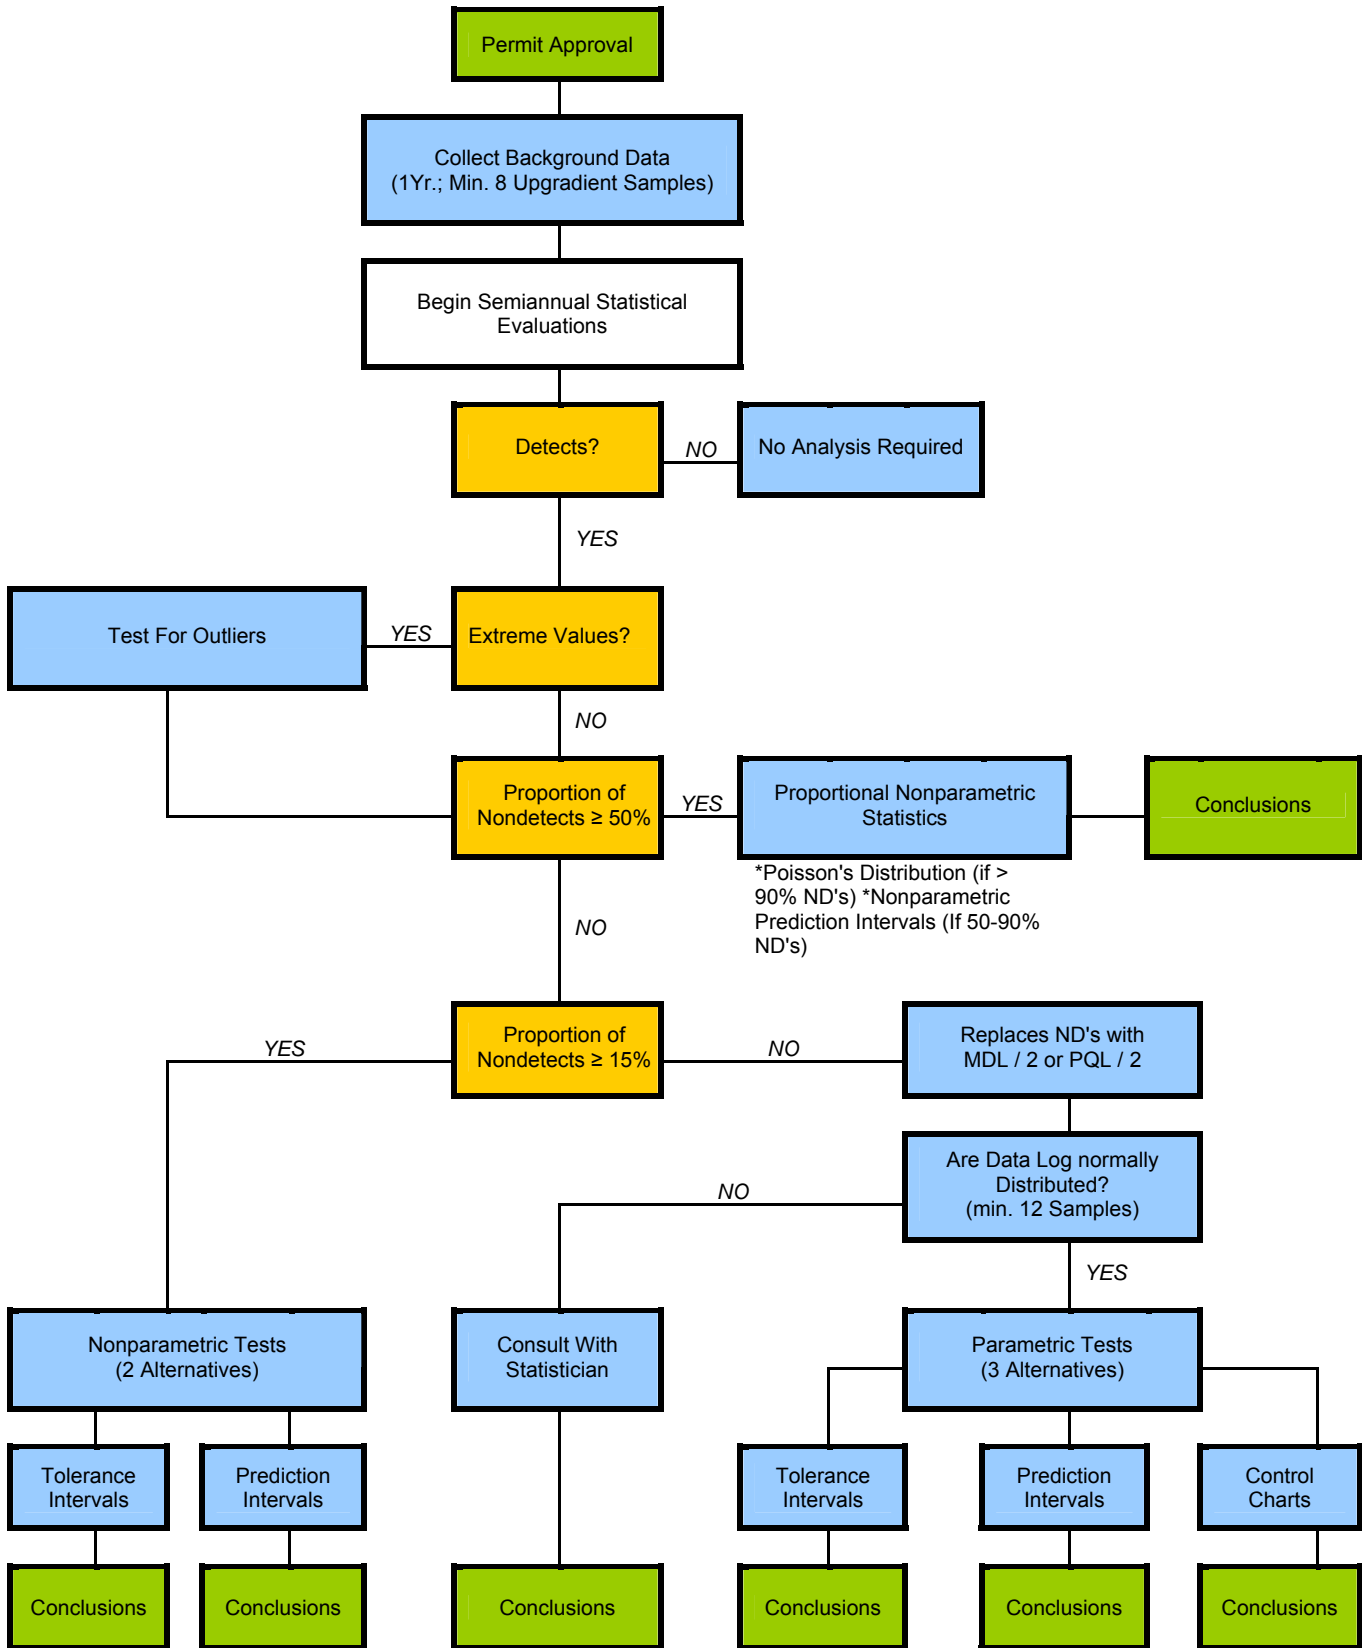 Permit Approval
Collect Background Data
(1Yr.; Min. 8 Upgradient Samples)
Begin Semiannual Statistical
Evaluations
Detects?
NO
No Analysis Required
YES
Test For Outliers
YES
Extreme Values?
NO
Proportion of
Nondetects ≥ 50%
YES
Proportional Nonparametric
Statistics
Conclusions
*Poisson's Distribution (if >
90% ND's) *Nonparametric
Prediction Intervals (If 50-90%
ND's)
NO
Proportion of
Nondetects ≥ 15%
YES
NO
Replaces ND's with
MDL / 2 or PQL / 2
Are Data Log normally
Distributed?
(min. 12 Samples)
NO
YES
Nonparametric Tests
(2 Alternatives)
Consult With
Statistician
Parametric Tests
(3 Alternatives)
Tolerance
Intervals
Prediction
Intervals
Tolerance
Intervals
Prediction
Intervals
Control
Charts
Conclusions
Conclusions
Conclusions
Conclusions
Conclusions
Conclusions